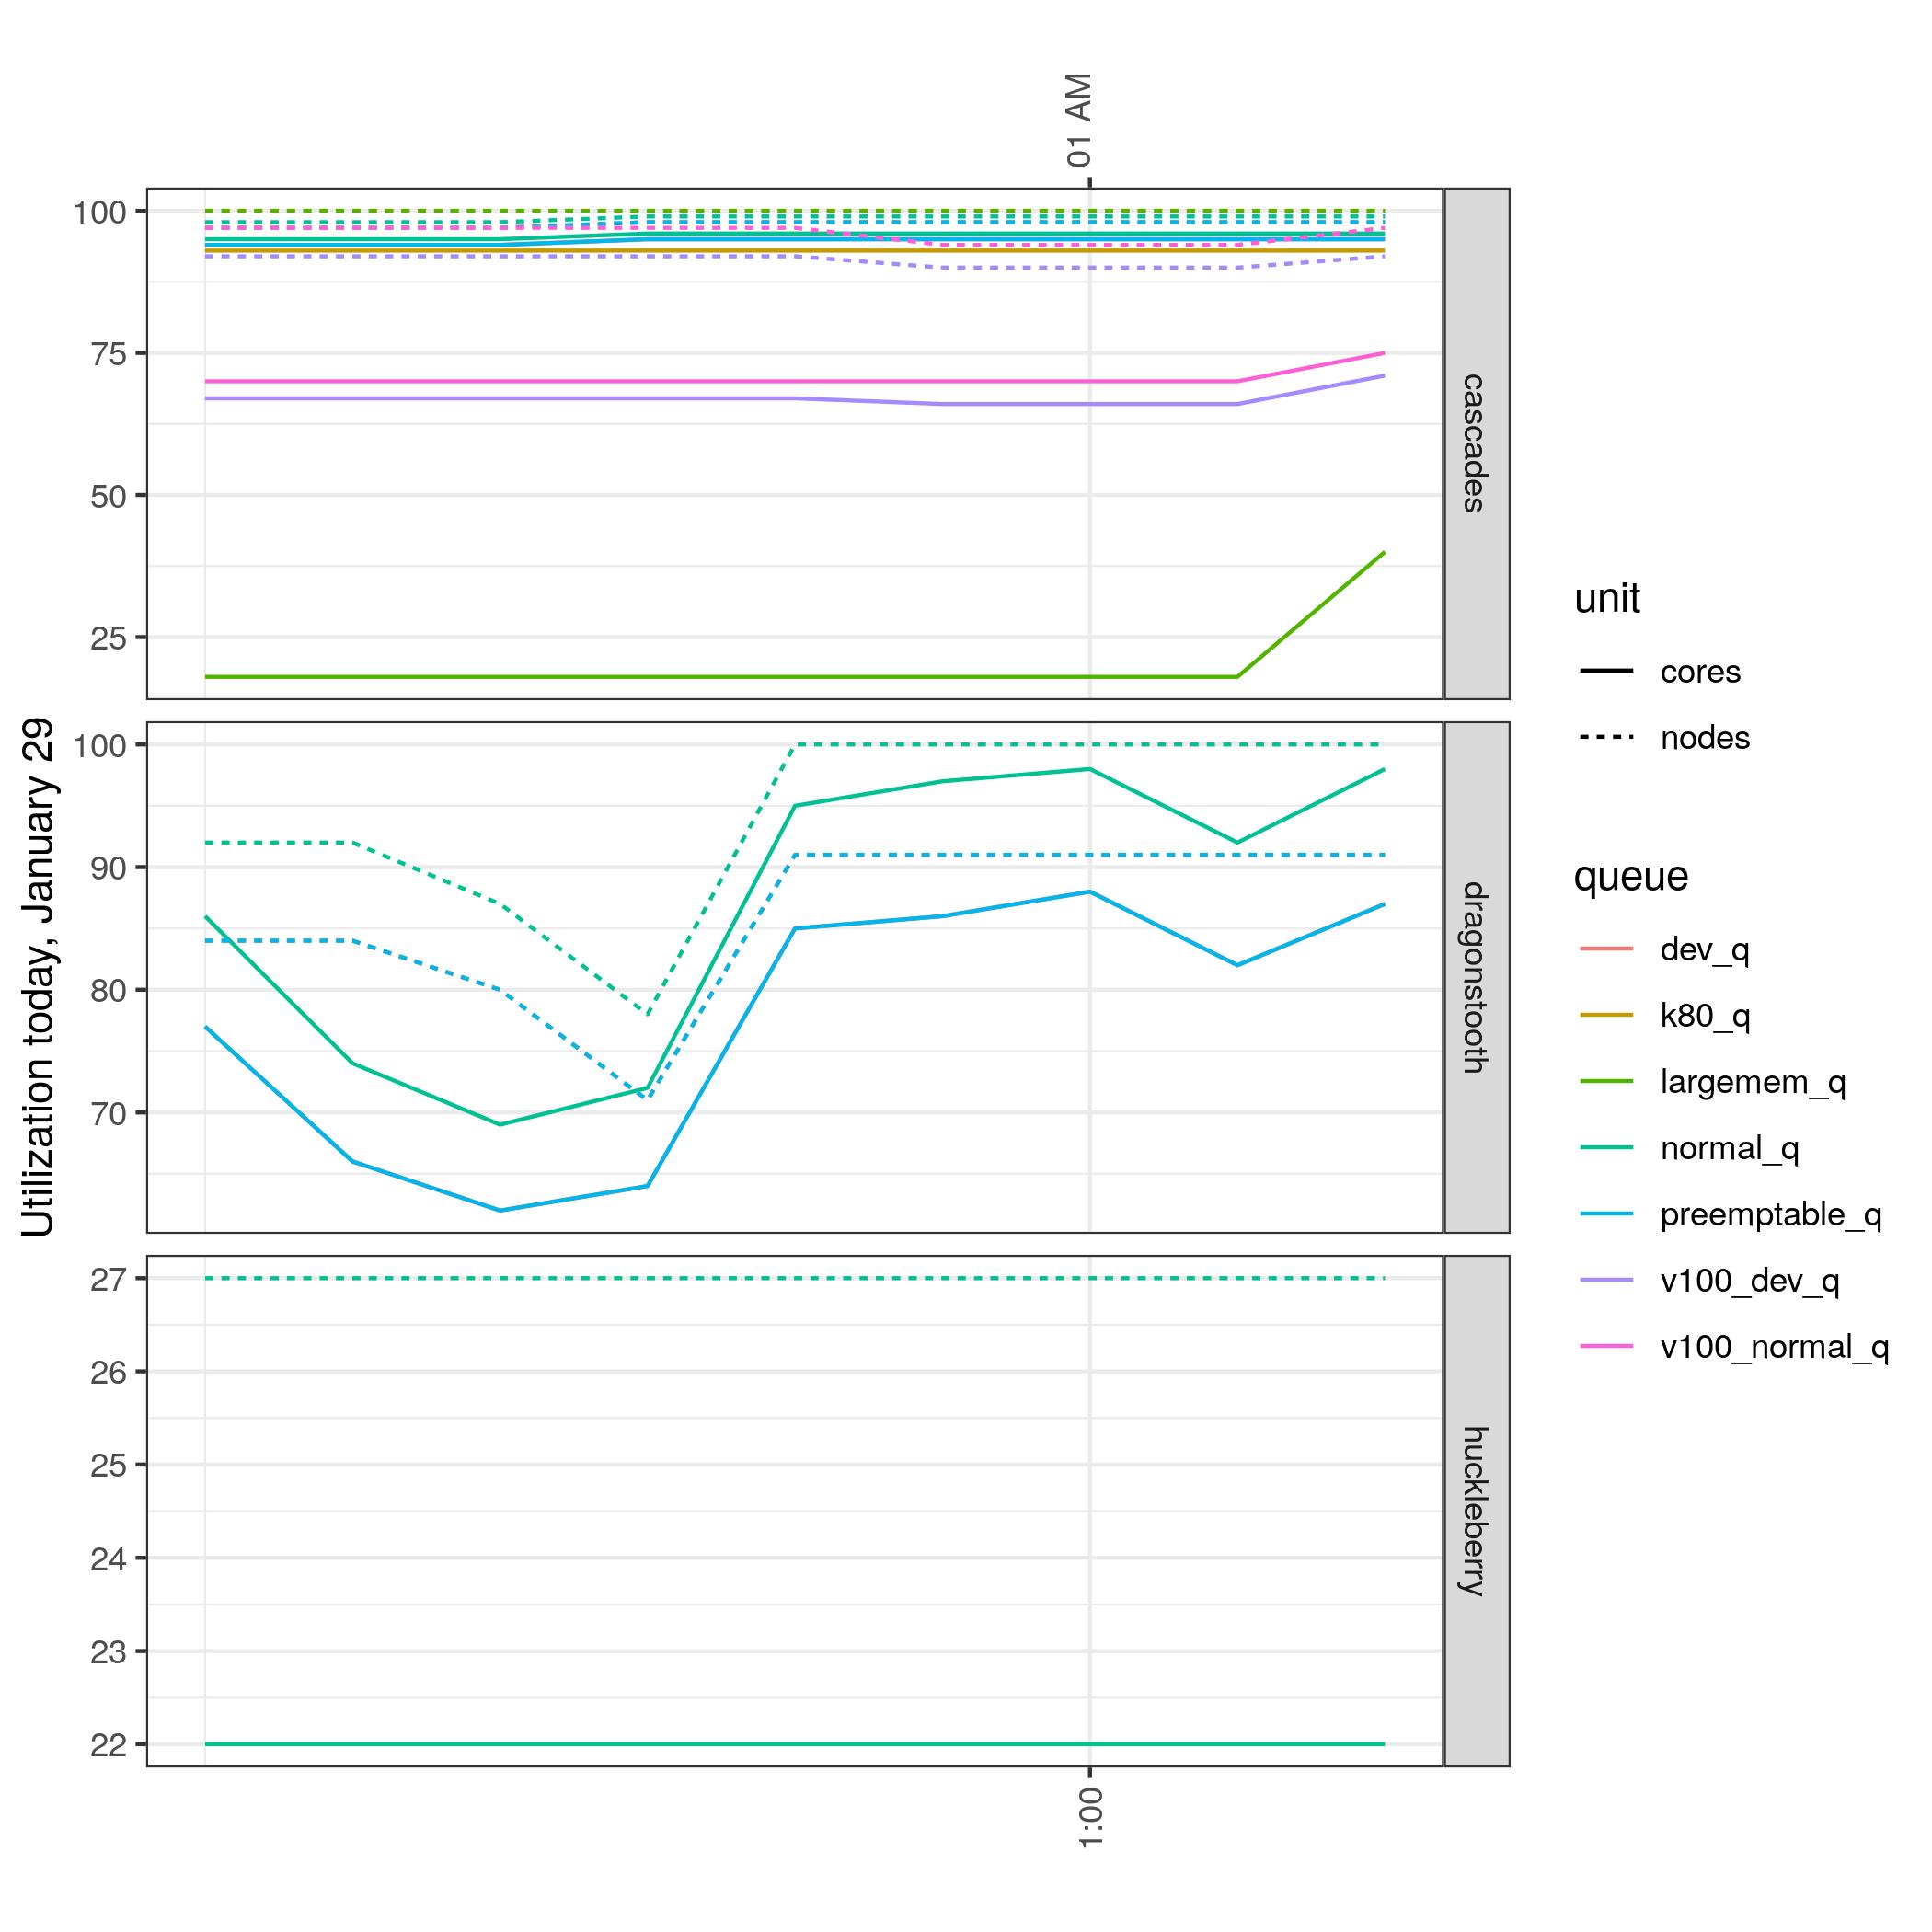 01 AM
100
75
50
25
cascades
Utilization today, January 29
100
90
80
70
dragonstooth
27
26
25
24
23
22
huckleberry
1:00
unit
cores
nodes
queue
dev_q
k80_q
largemem_q
normal_q
preemptable_q
v100_dev_q
v100_normal_q